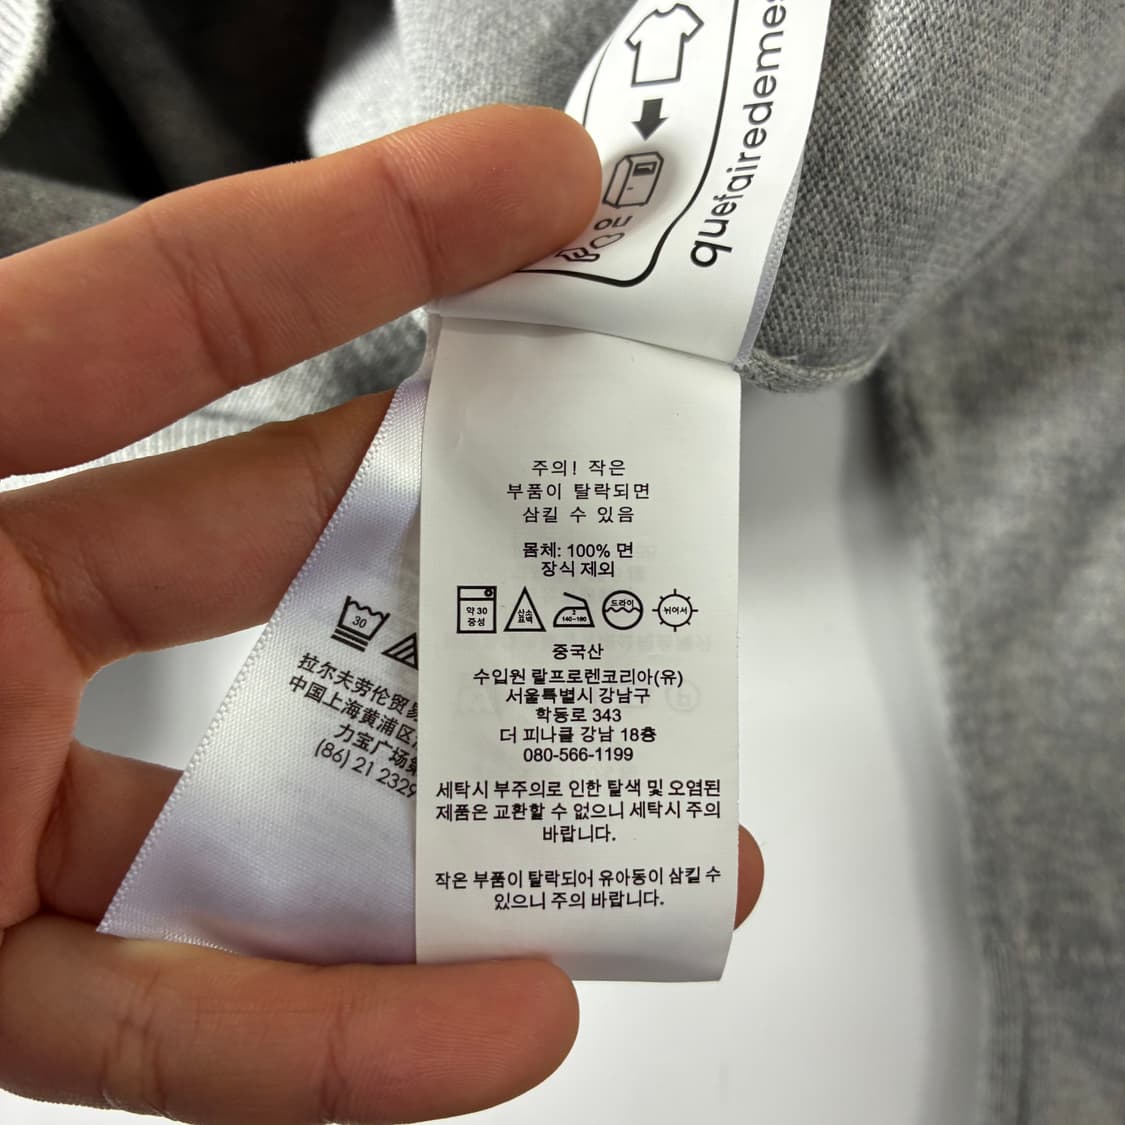 quefairedemes
OU
주의! 작은
부품이 탈락되면
삼킬 수 있음
몸체: 100% 면
장식 제외
약 30
중성
산소
표백
2
140~160
드라이
뉘어서
중국산
수입원 랄프로렌코리아(유)
서울특별시 강남구
학동로 343
더 피나클 강남 18층
080-566-1199
세탁시 부주의로 인한 탈색 및 오염된
제품은 교환할 수 없으니 세탁시 주의
바랍니다.
작은 부품이 탈락되어 유아동이 삼킬 수
있으니 주의 바랍니다.
30
拉尔夫劳伦贸易
中国上海黄浦区
力宝广场第
(86) 21 2329